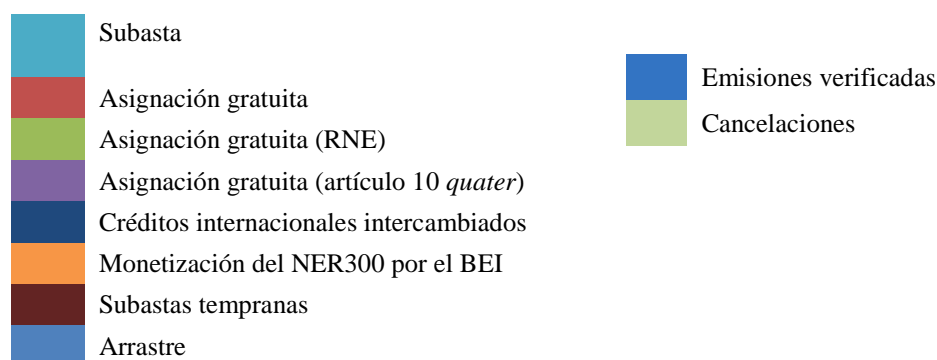 Subasta
Asignación gratuita
Asignación gratuita (RNE)
Asignación gratuita (artículo 10 quater)
Créditos internacionales intercambiados
Monetización del NER300 por el BEI
Subastas tempranas
Arrastre
Emisiones verificadas
Cancelaciones